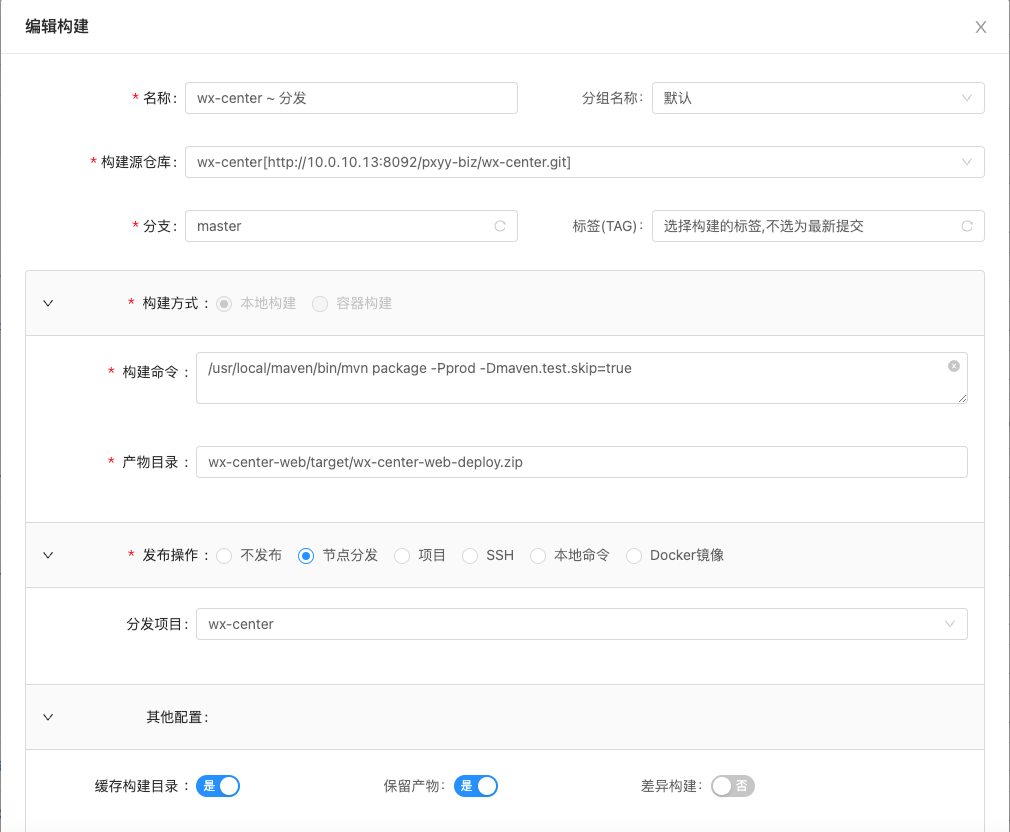 编辑构建
* 名称: wx-center ~ 分发 分组名称: 默认
* 构建源仓库: wx-center[http://10.0.10.13:8092/pxyy-biz/wx-center.git]
* 分支: master 标签(TAG): 选择构建的标签,不选为最新提交
* 构建方式 : 本地构建 容器构建
* 构建命令 : /usr/local/maven/bin/mvn package -Pprod -Dmaven.test.skip=true
* 产物目录 : wx-center-web/target/wx-center-web-deploy.zip
* 发布操作 : 不发布 节点分发 项目 SSH 本地命令 Docker镜像
分发项目: wx-center
其他配置:
缓存构建目录 : 是 保留产物: 是 差异构建: 否